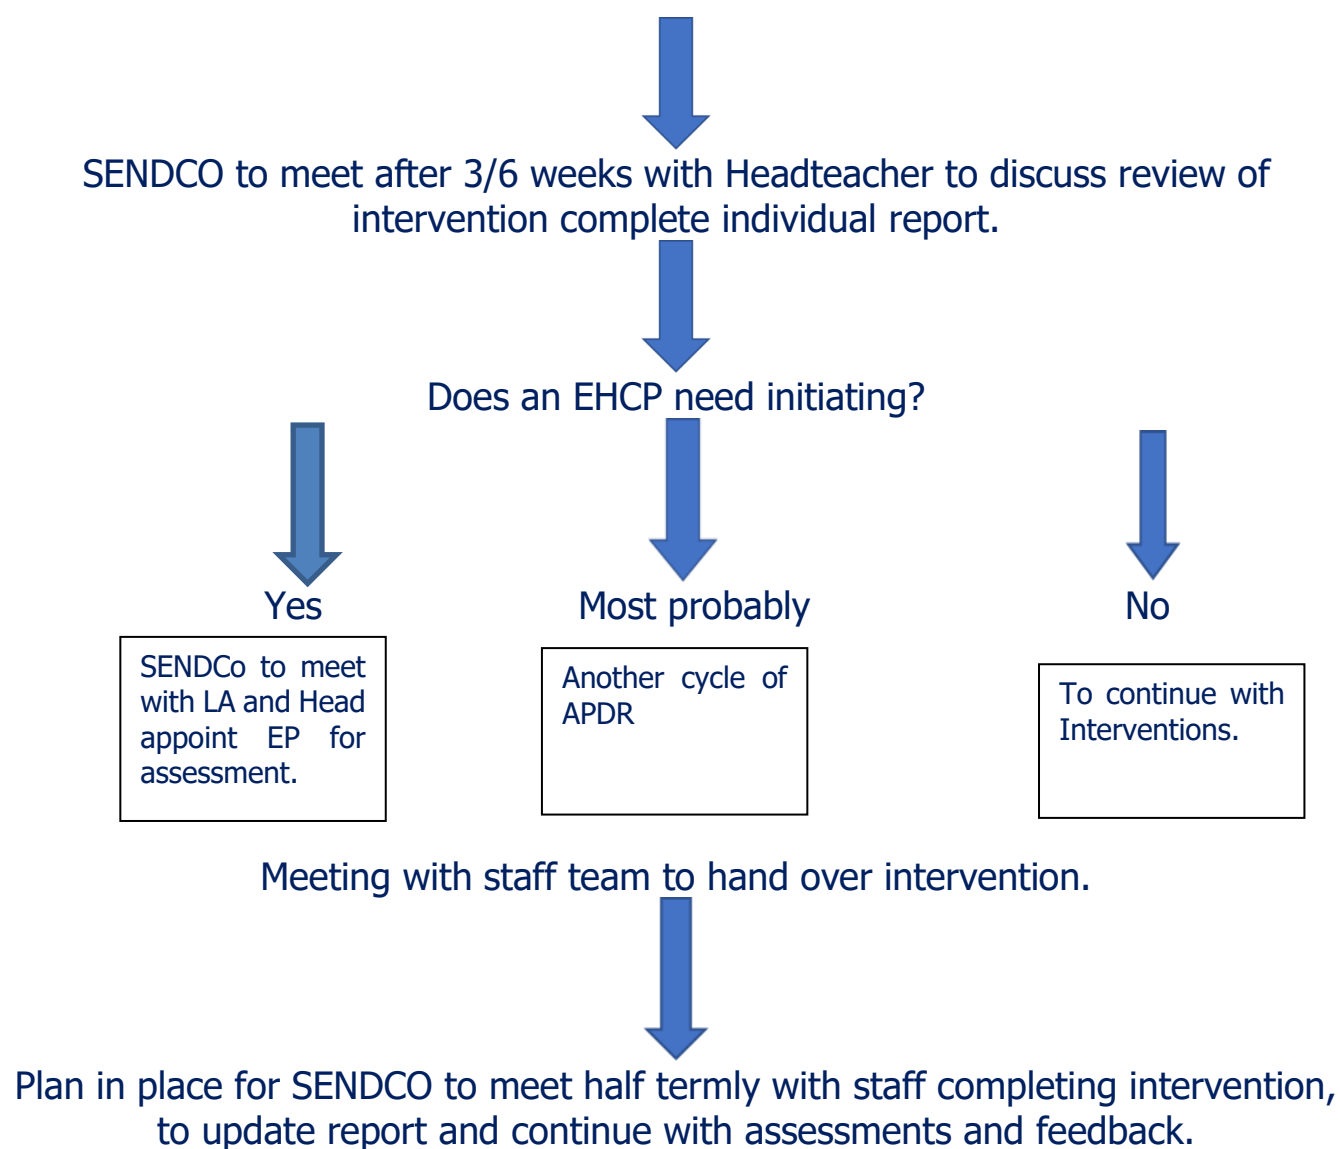 SENDCO to meet after 3/6 weeks with Headteacher to discuss review of
intervention complete individual report.
Does an EHCP need initiating?
Yes
SENDCo to meet
with LA and Head
appoint EP for
assessment.
Most probably
Another cycle of
APDR
No
To continue with
Interventions.
Meeting with staff team to hand over intervention.
Plan in place for SENDCO to meet half termly with staff completing intervention,
to update report and continue with assessments and feedback.